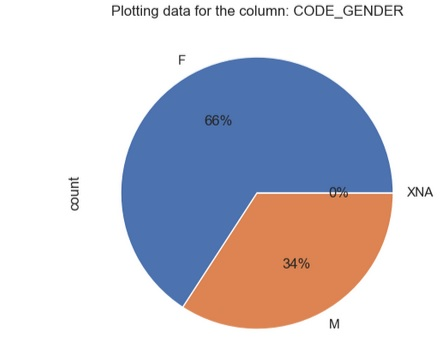 Plotting data for the column: CODE_GENDER
F
66%
count
0%
XNA
34%
M